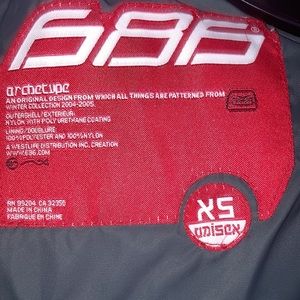 686
archetype
AN ORIGINAL DESIGN FROM WHICH ALL THINGS ARE PATTERNED FROM
WINTER COLLECTION 2004-2005.
OUTERSHELL/EXTERIEUR:
NYLON WITH POLYURETHANE COATING
LINING/DOUBLURE
100%POLYESTER AND 100%NYLON
A WESTLIFE DISTRIBUTION INC. CREATION
WWW.686.COM
RN 99204 CA 32350
MADE IN CHINA
FABRIQUE EN CHINE
XS
UNISEX